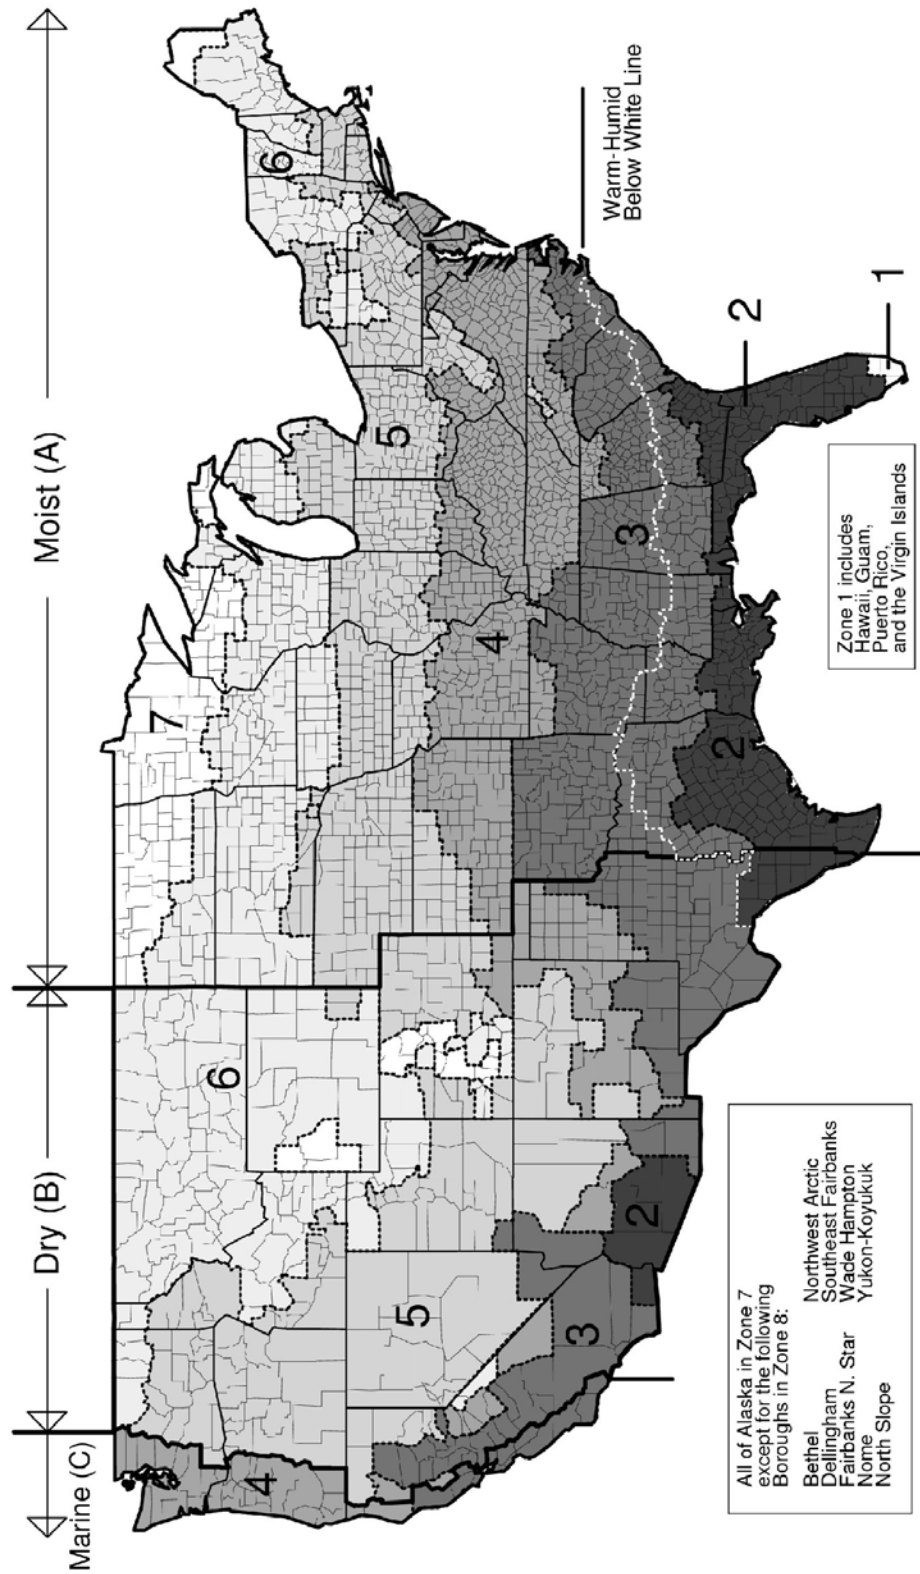 Marine (C)
Dry (B)
Moist (A)
4
5
6
7
6
5
4
3
3
2
2
2
1
Warm-Humid
Below White Line
All of Alaska in Zone 7
except for the following
Boroughs in Zone 8:
Bethel
Dellingham
Fairbanks N. Star
Nome
North Slope
Northwest Arctic
Southeast Fairbanks
Wade Hampton
Yukon-Koyukuk
Zone 1 includes
Hawaii, Guam,
Puerto Rico,
and the Virgin Islands